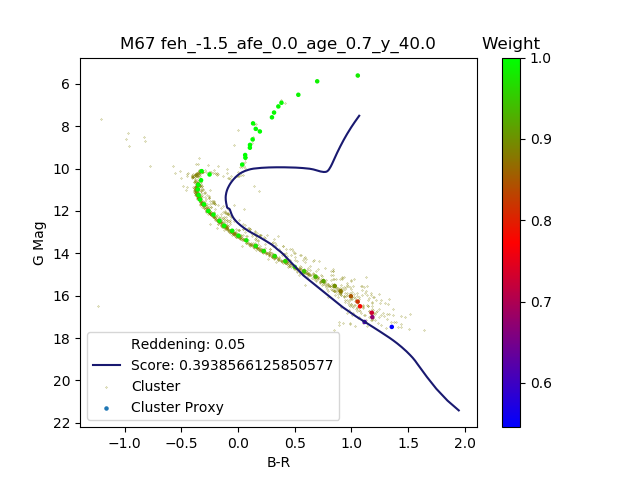 M67 feh_-1.5_afe_0.0_age_0.7_y_40.0
Weight
6
8
10
12
14
16
18
20
22
G Mag
−1.0
−0.5
0.0
0.5
1.0
1.5
2.0
B-R
Reddening: 0.05
Score: 0.3938566125850577
Cluster
Cluster Proxy
1.0
0.9
0.8
0.7
0.6